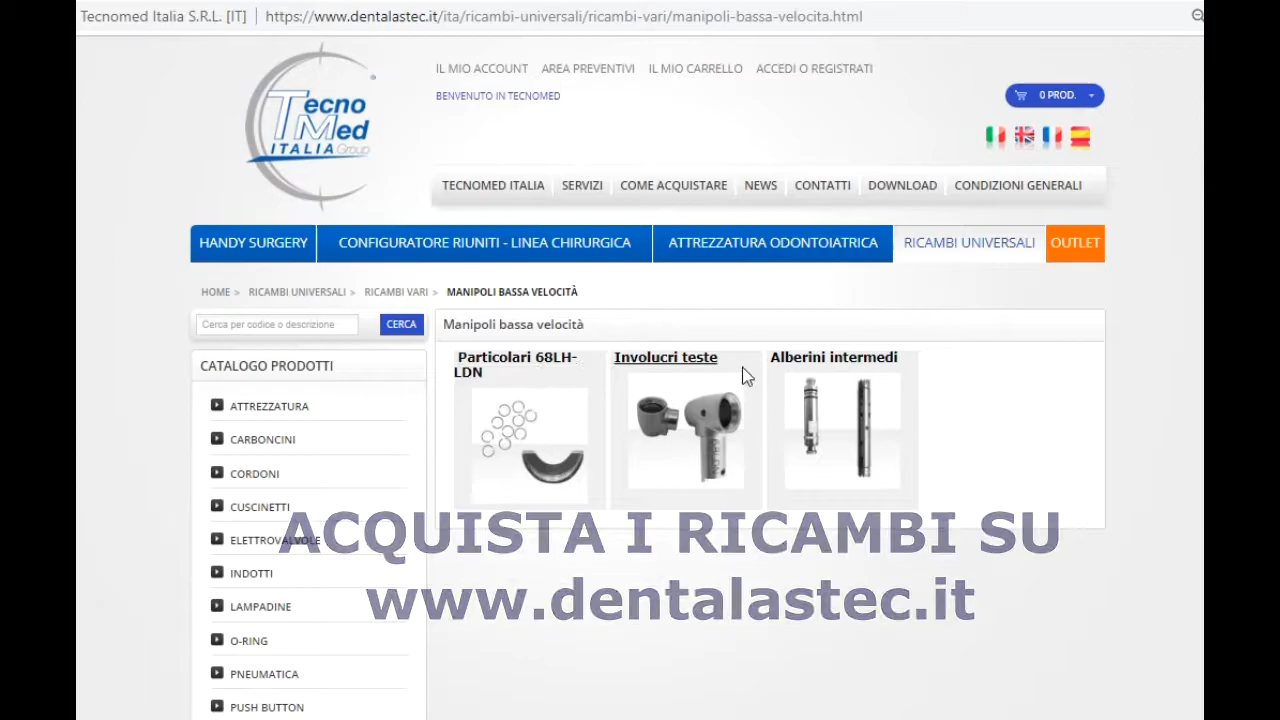 Tecnomed Italia S.R.L. [IT] https://www.dentalastec.it/ita/ricambi-universali/ricambi-vari/manipoli-bassa-velocita.html
Tecno
Med
ITALIA Group
IL MIO ACCOUNT AREA PREVENTIVI IL MIO CARRELLO ACCEDI O REGISTRATI
BENVENUTO IN TECNOMED
0 PROD.
TECNOMED ITALIA SERVIZI COME ACQUISTARE NEWS CONTATTI DOWNLOAD CONDIZIONI GENERALI
HANDY SURGERY CONFIGURATORE RIUNITI - LINEA CHIRURGICA ATTREZZATURA ODONTOIATRICA RICAMBI UNIVERSALI OUTLET
HOME > RICAMBI UNIVERSALI > RICAMBI VARI > MANIPOLI BASSA VELOCITÀ
Cerca per codice o descrizione CERCA
Manipoli bassa velocità
CATALOGO PRODOTTI
Particolari 68LH-
LDN
Involucri teste
Alberini intermedi
ATTREZZATURA
CARBONCINI
CORDONI
CUSCINETTI
ELETTROVALVOLE
INDOTTI
LAMPADINE
O-RING
PNEUMATICA
PUSH BUTTON
ACQUISTA I RICAMBI SU
www.dentalastec.it